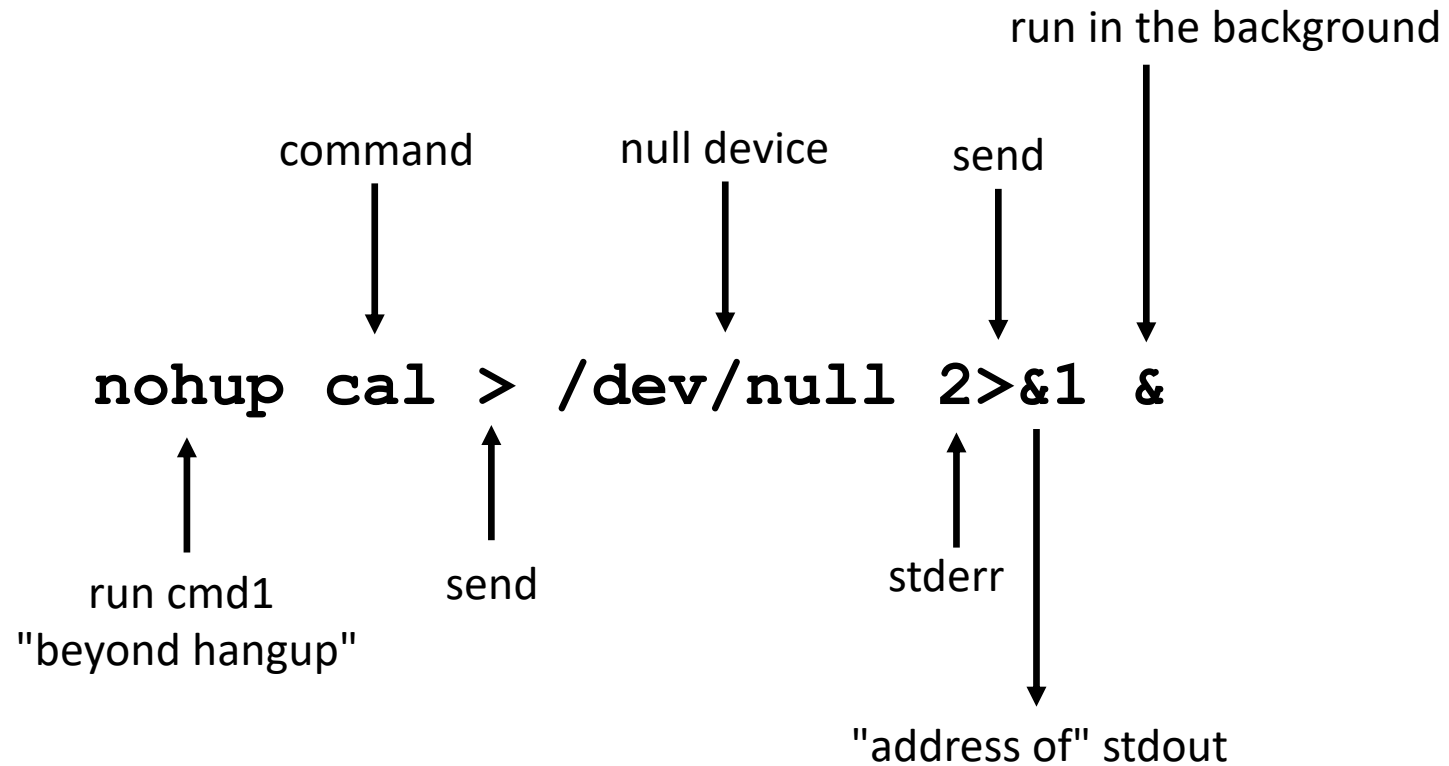 run in the background
command null device send
nohup cal > /dev/null 2>&1 &
run cmd1 send stderr
"beyond hangup"
"address of" stdout